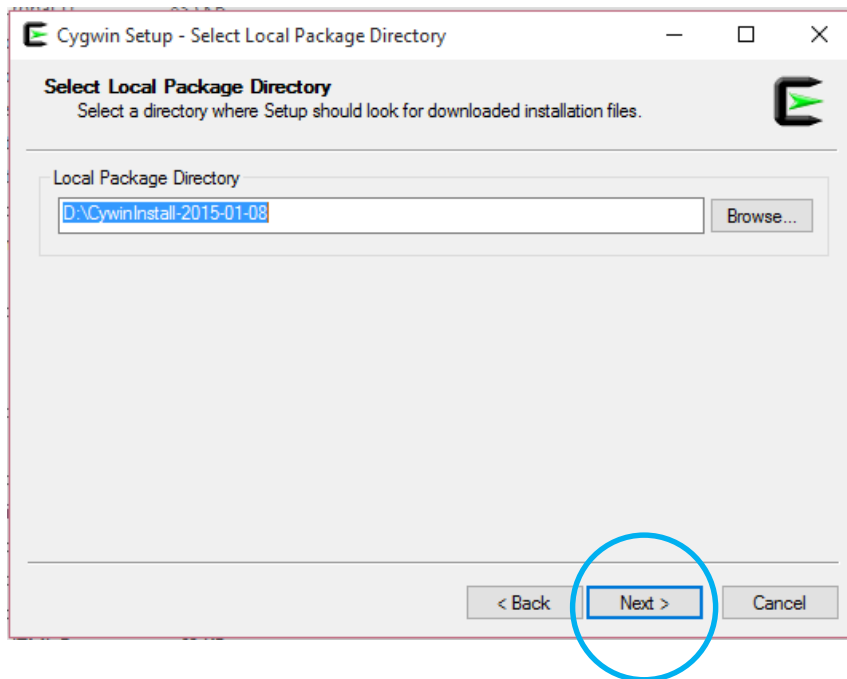 Cygwin Setup - Select Local Package Directory
Select Local Package Directory
Select a directory where Setup should look for downloaded installation files.
Local Package Directory
D:\CywinInstall-2015-01-08
Browse...
< Back
Next >
Cancel